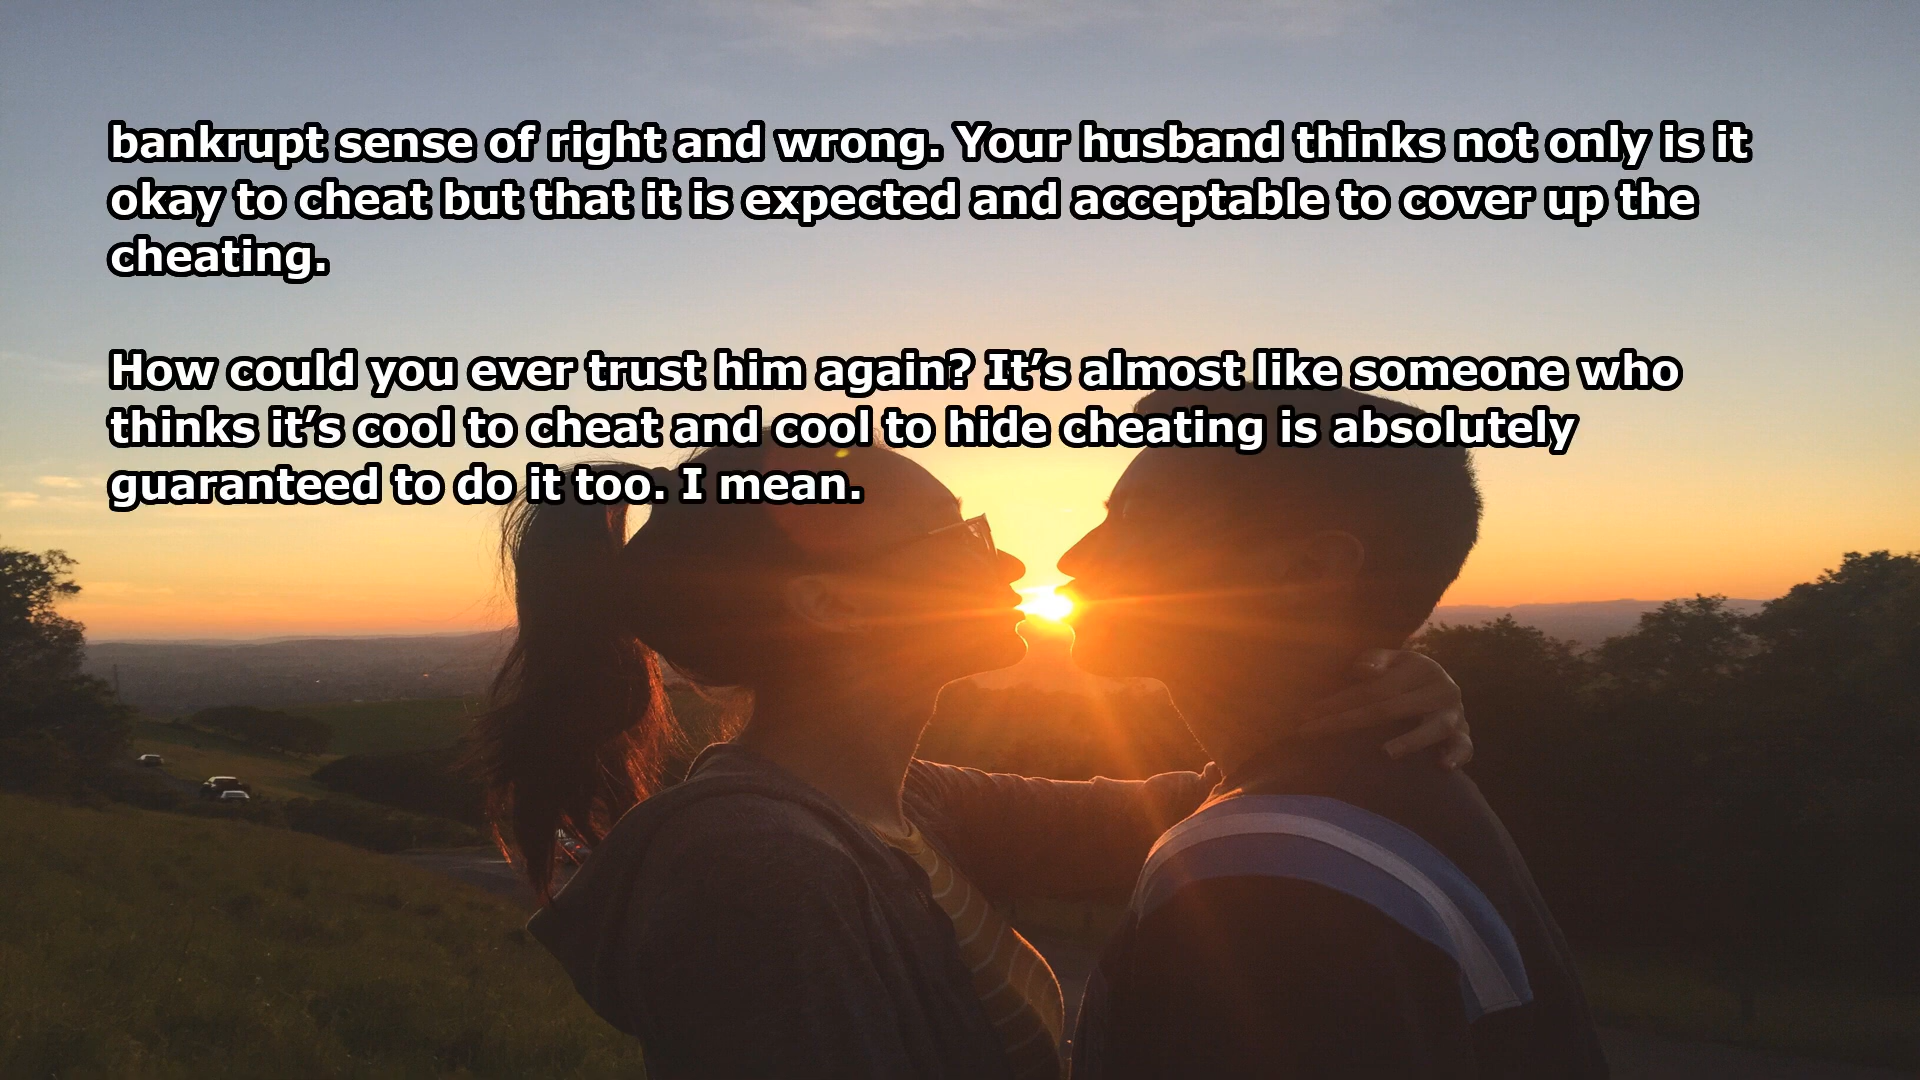 bankrupt sense of right and wrong. Your husband thinks not only is it
okay to cheat but that it is expected and acceptable to cover up the
cheating.
How could you ever trust him again? It’s almost like someone who
thinks it’s cool to cheat and cool to hide cheating is absolutely
guaranteed to do it too. I mean.